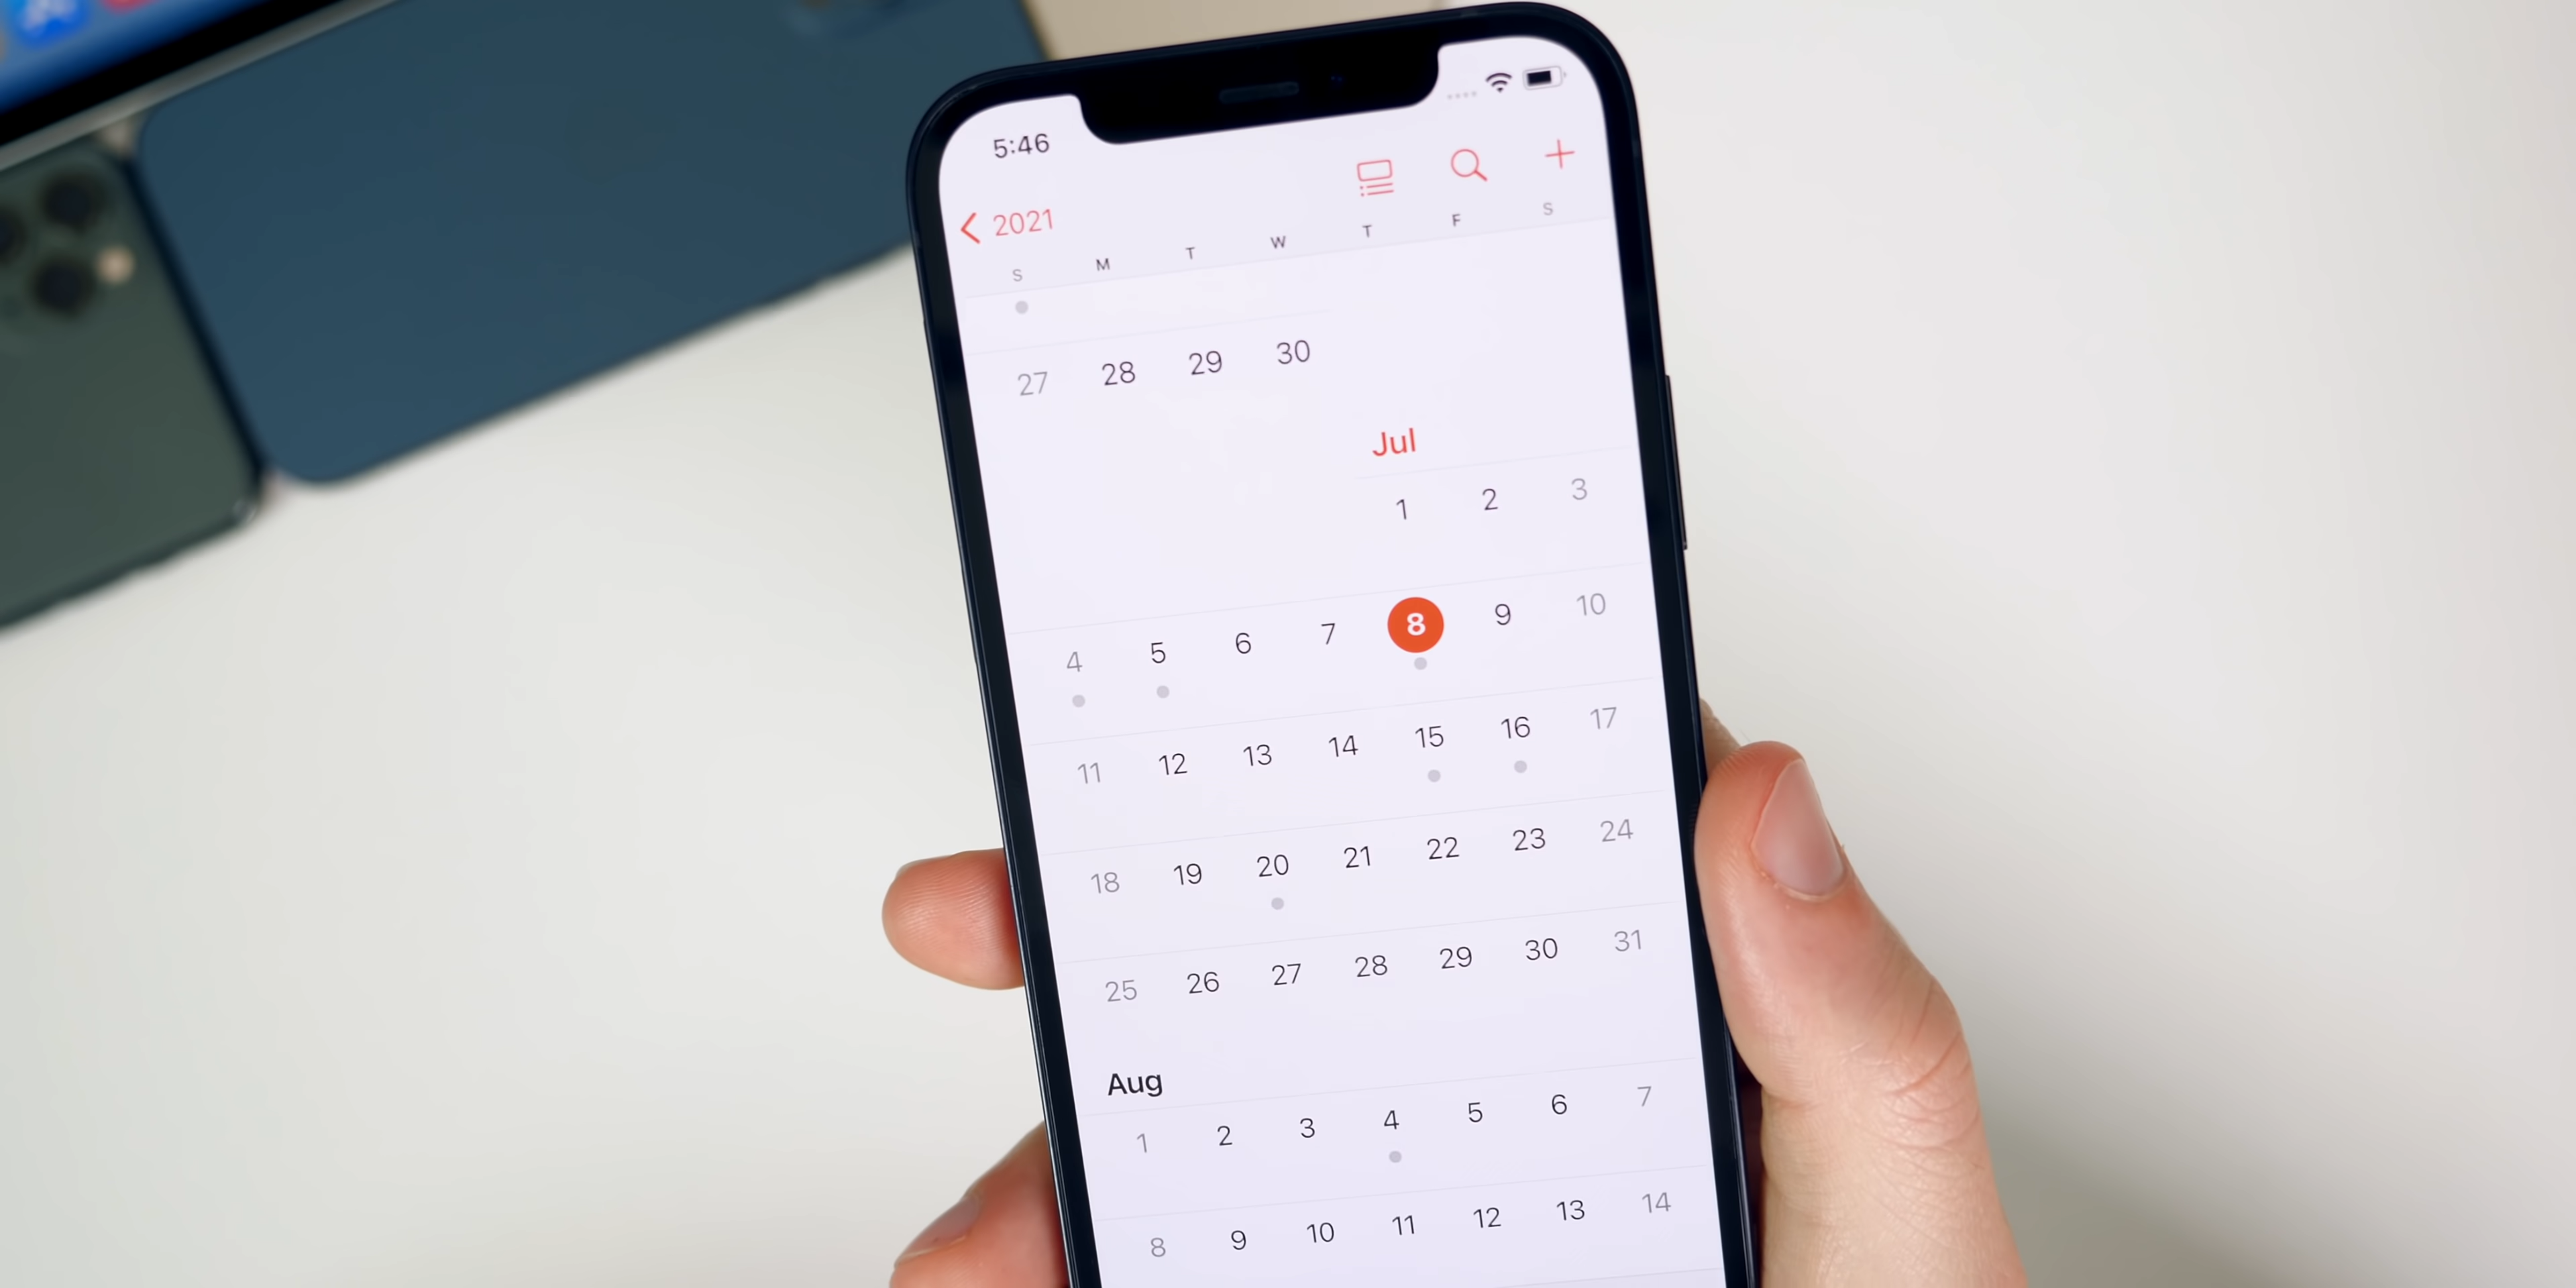 5:46
2021
S M T W T F S
27 28 29 30
Jul
1 2 3
4 5 6 7 8 9 10
11 12 13 14 15 16 17
18 19 20 21 22 23 24
25 26 27 28 29 30 31
Aug
1 2 3 4 5 6 7
8 9 10 11 12 13 14